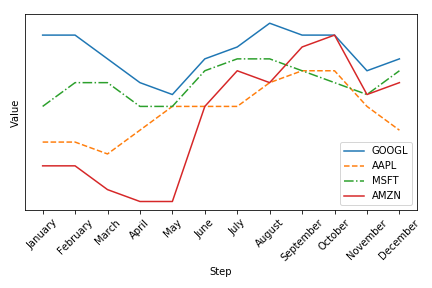 Value
GOOGL
AAPL
MSFT
AMZN
January
February
March
April
May
June
July
August
September
October
November
December
Step